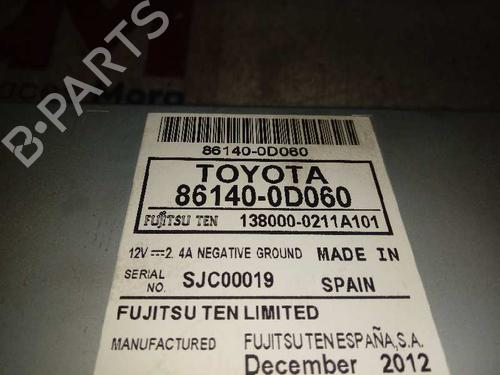 B·PARTS
86140-0D060
TOYOTA
86140-0D060
FUJITSU TEN 138000-0211A101
12V 2. 4A NEGATIVE GROUND MADE IN
SERIAL NO. SJC00019 SPAIN
FUJITSU TEN LIMITED
MANUFACTURED FUJITSU TEN ESPAÑA,S.A.
December 2012